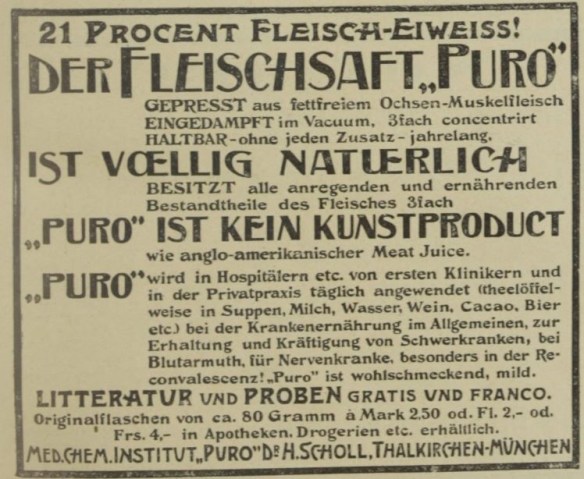 21 PROCENT FLEISCH-EIWEISS!
DER FLEISCHSAFT „PURO”
GEPRESST aus fettfreiem Ochsen-Muskelfleisch
EINGEDAMPFT im Vacuum, 3fach concentrirt
HALTBAR - ohne jeden Zusatz - jahrelang.
IST VŒLLIG NATUERLICH
BESITZT alle anregenden und ernährenden
Bestandtheile des Fleisches 3fach
„PURO” IST KEIN KUNSTPRODUCT
wie anglo-amerikanischer Meat Juice.
„PURO” wird in Hospitälern etc. von ersten Klinikern und
in der Privatpraxis täglich angewendet (theelöffel-
weise in Suppen, Milch, Wasser, Wein, Cacao, Bier
etc.) bei der Krankenernährung im Allgemeinen, zur
Erhaltung und Kräftigung von Schwerkranken, bei
Blutarmuth, für Nervenkranke, besonders in der Re-
convalescenz! „Puro” ist wohlschmeckend, mild.
LITTERATUR UND PROBEN GRATIS UND FRANCO.
Originalflaschen von ca. 80 Gramm à Mark 2.50 od. Fl. 2,- od.
Frs. 4,- in Apotheken, Drogerien etc. erhältlich.
MED. CHEM. INSTITUT „PURO” DR H. SCHOLL, THALKIRCHEN-MÜNCHEN